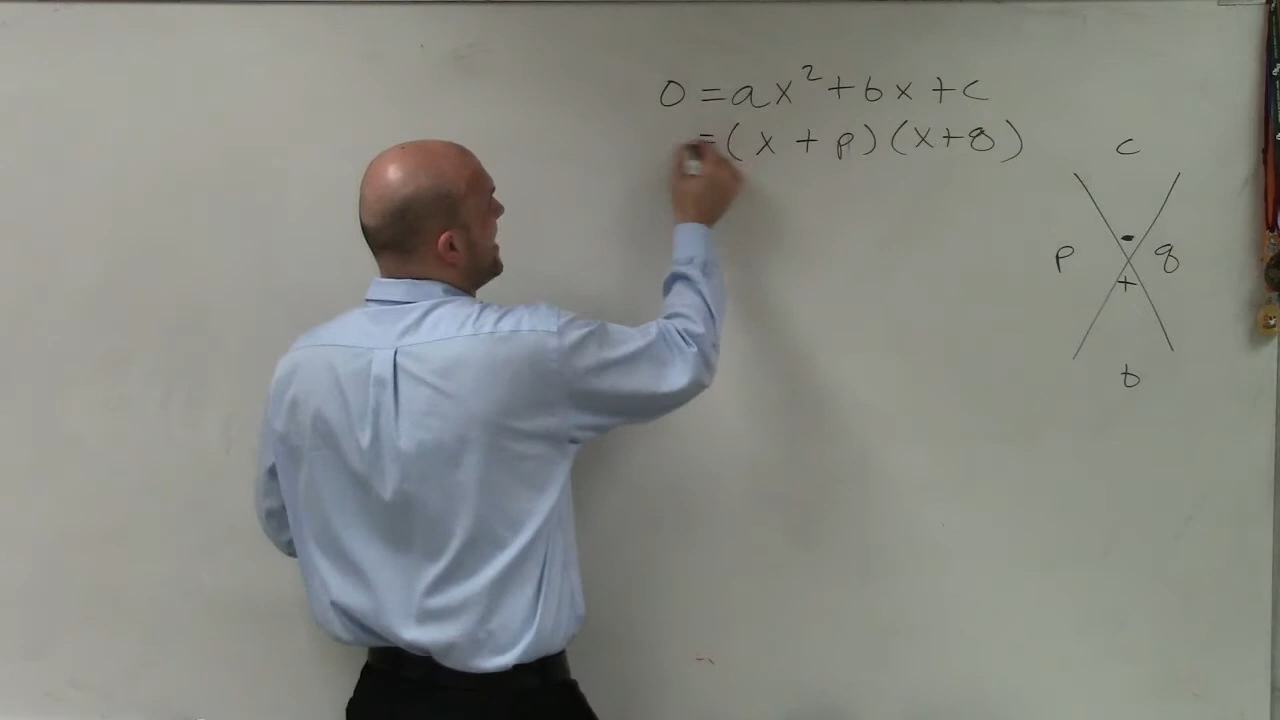 0 = ax² + bx + c
= (x + p)(x + q)
c
•
p q
+
b